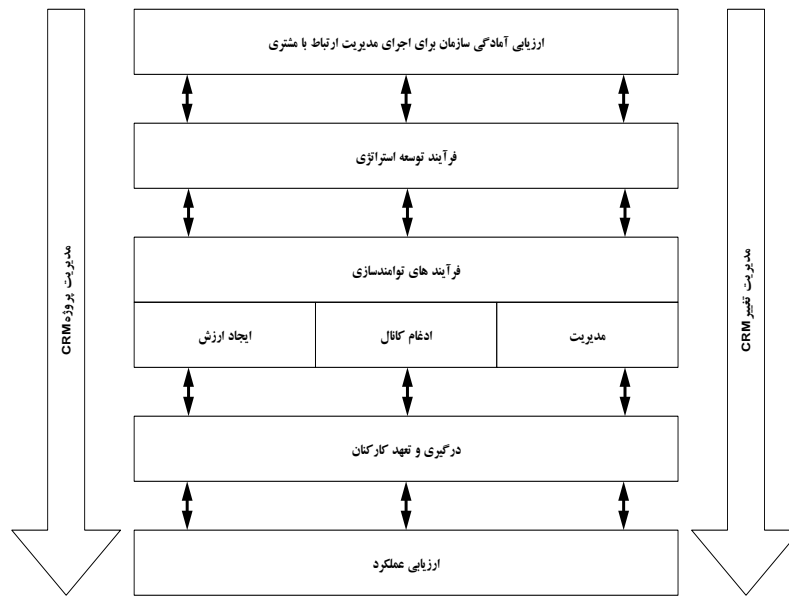 ارزیابی آمادگی سازمان برای اجرای مدیریت ارتباط با مشتری
فرآیند توسعه استراتژی
فرآیند های توامندسازی
مدیریت
ادغام کانال
ایجاد ارزش
درگیری و تعهد کارکنان
ارزیابی عملکرد
مدیریت تغییر CRM
مدیریت پروژه CRM